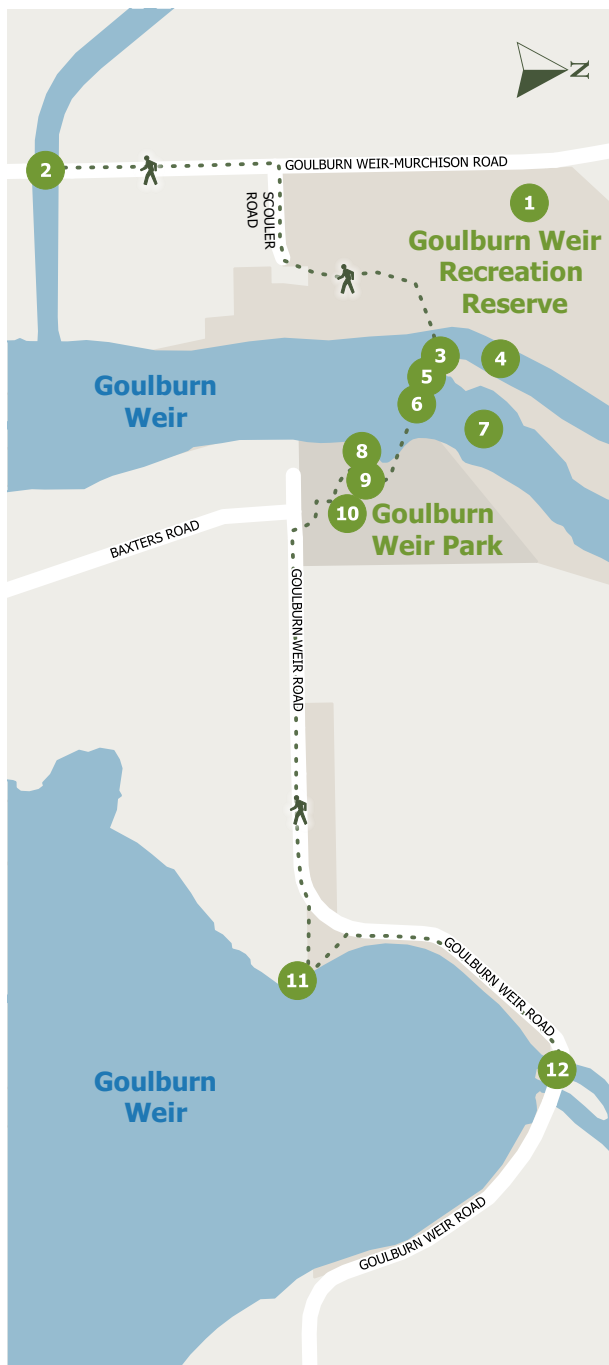 N
2
GOULBURN WEIR-MURCHISON ROAD
SCOULER
ROAD
1
Goulburn Weir
Recreation
Reserve
3
4
5
6
7
Goulburn
Weir
8
9
10
Goulburn
Weir Park
BAXTERS ROAD
GOULBURN WEIR ROAD
11
GOULBURN WEIR ROAD
12
Goulburn
Weir
GOULBURN WEIR ROAD